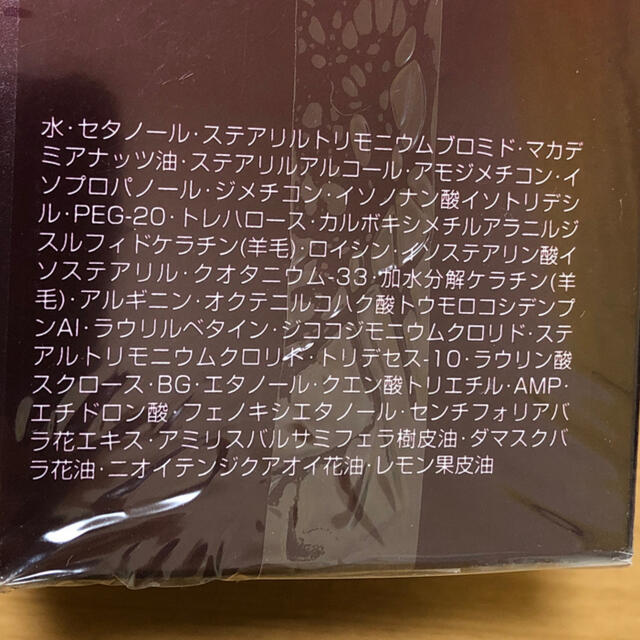 水・セタノール・ステアリルトリモニウムブロミド・マカデ
ミアナッツ油・ステアリルアルコール・アモジメチコン・イ
ソプロパノール・ジメチコン・イソノナン酸イソトリデシ
ル・PEG-20・トレハロース・カルボキシメチルアラニルジ
スルフィドケラチン(羊毛)・ロイシン・イソステアリン酸イ
ソステアリル・クオタニウム-33・加水分解ケラチン(羊
毛)・アルギニン・オクテニルコハク酸トウモロコシデンプ
ンAl・ラウリルベタイン・ジココジモニウムクロリド・ステ
アルトリモニウムクロリド・トリデセス-10・ラウリン酸
スクロース・BG・エタノール・クエン酸トリエチル・AMP・
エチドロン酸・フェノキシエタノール・センチフォリアバ
ラ花エキス・アミリスバルサミフェラ樹皮油・ダマスクバ
ラ花油・ニオイテンジクアオイ花油・レモン果皮油